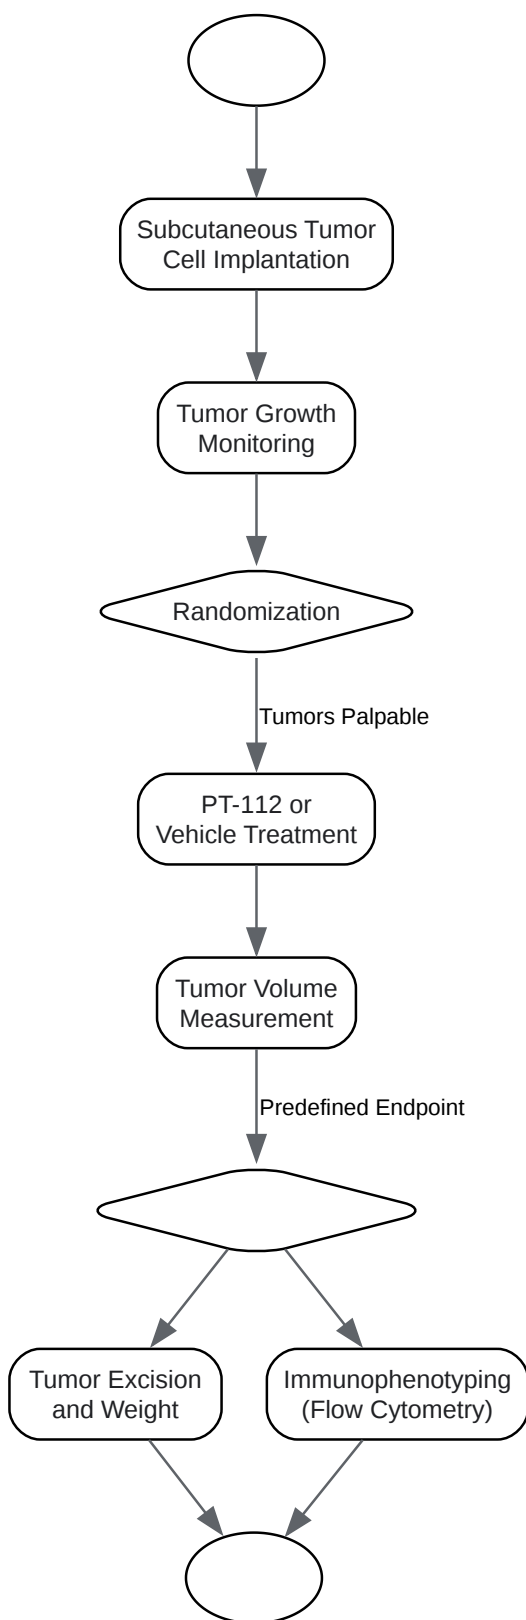 Subcutaneous Tumor
Cell Implantation
Tumor Growth
Monitoring
Randomization
Tumors Palpable
PT-112 or
Vehicle Treatment
Tumor Volume
Measurement
Predefined Endpoint
Tumor Excision
and Weight
Immunophenotyping
(Flow Cytometry)